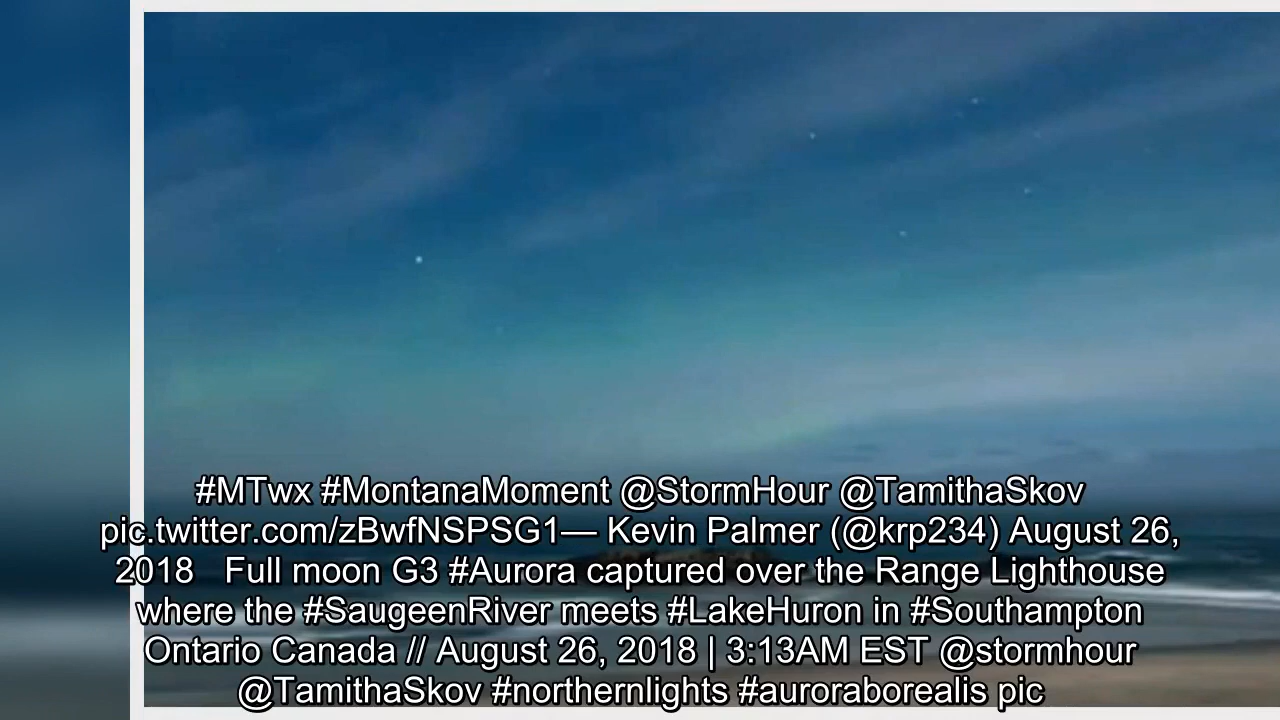 #MTwx #MontanaMoment @StormHour @TamithaSkov
pic.twitter.com/zBwfNSPSG1— Kevin Palmer (@krp234) August 26,
2018   Full moon G3 #Aurora captured over the Range Lighthouse
where the #SaugeenRiver meets #LakeHuron in #Southampton
Ontario Canada // August 26, 2018 | 3:13AM EST @stormhour
@TamithaSkov #northernlights #auroraborealis pic